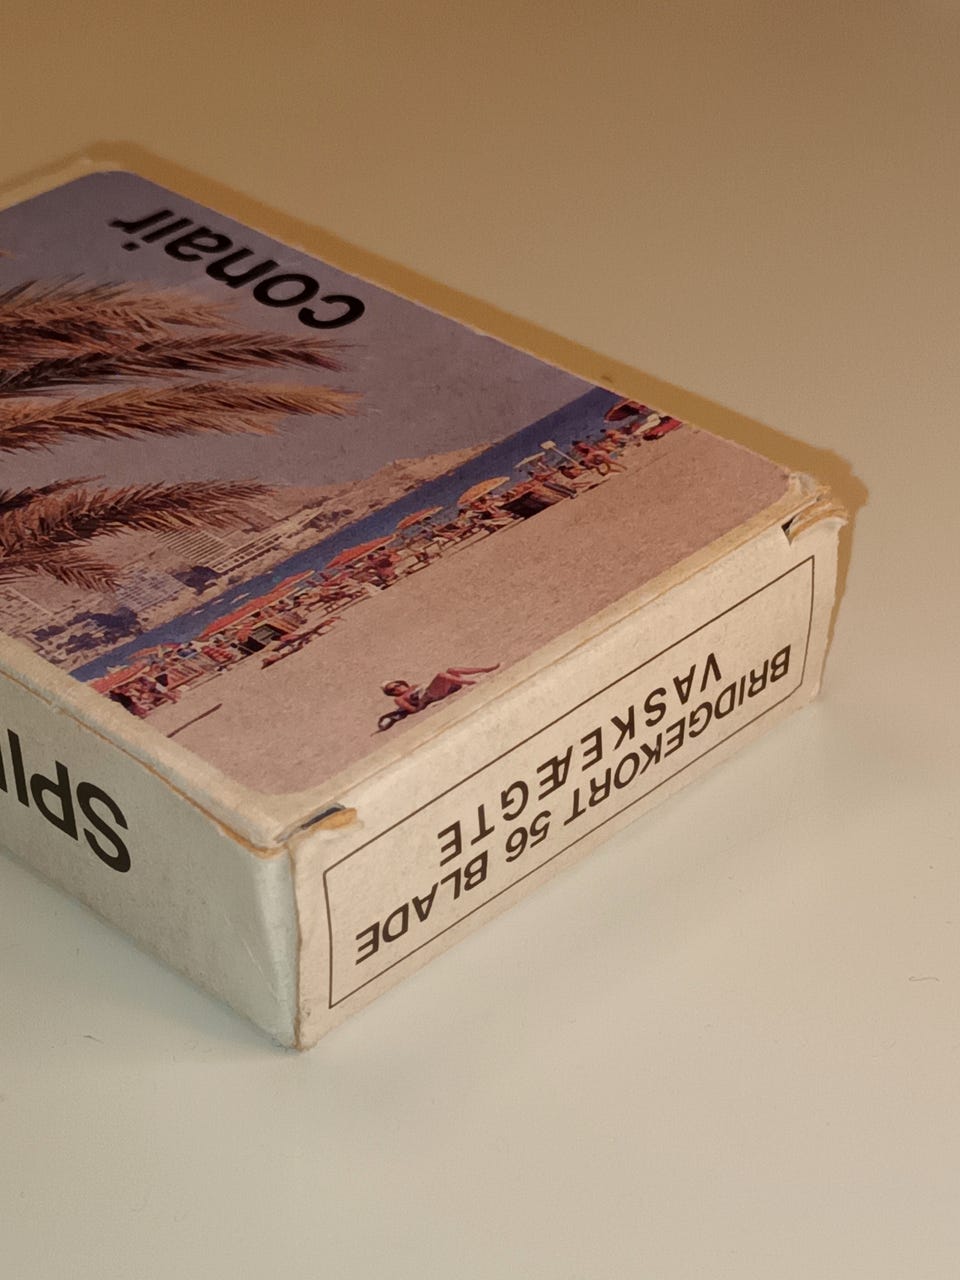 conair
BRIDGEKORT 56 BLADE
VASKEÆGTE